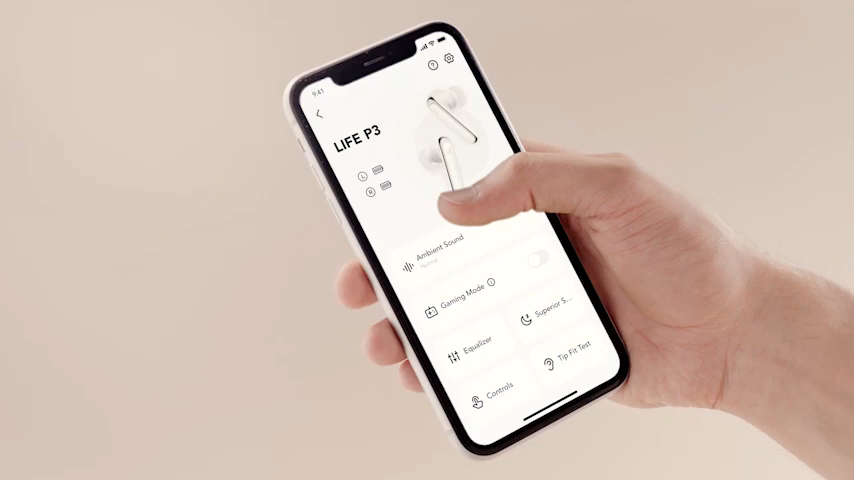 9:41
LIFE P3
L
R
Ambient Sound
Normal
Gaming Mode
Equalizer
Superior S...
Controls
Tip Fit Test